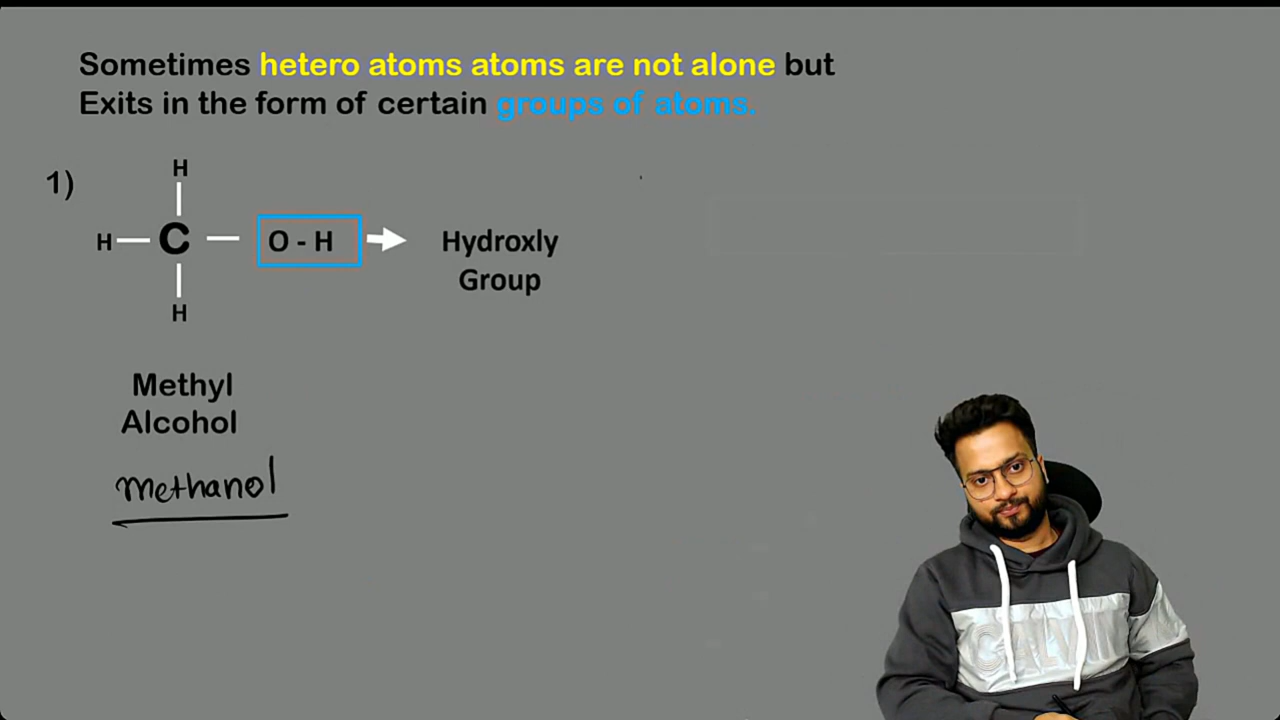 Sometimes hetero atoms atoms are not alone but
Exits in the form of certain groups of atoms.
1)
H
H — C — O - H
H
Hydroxly
Group
Methyl
Alcohol
Methanol
CALVI